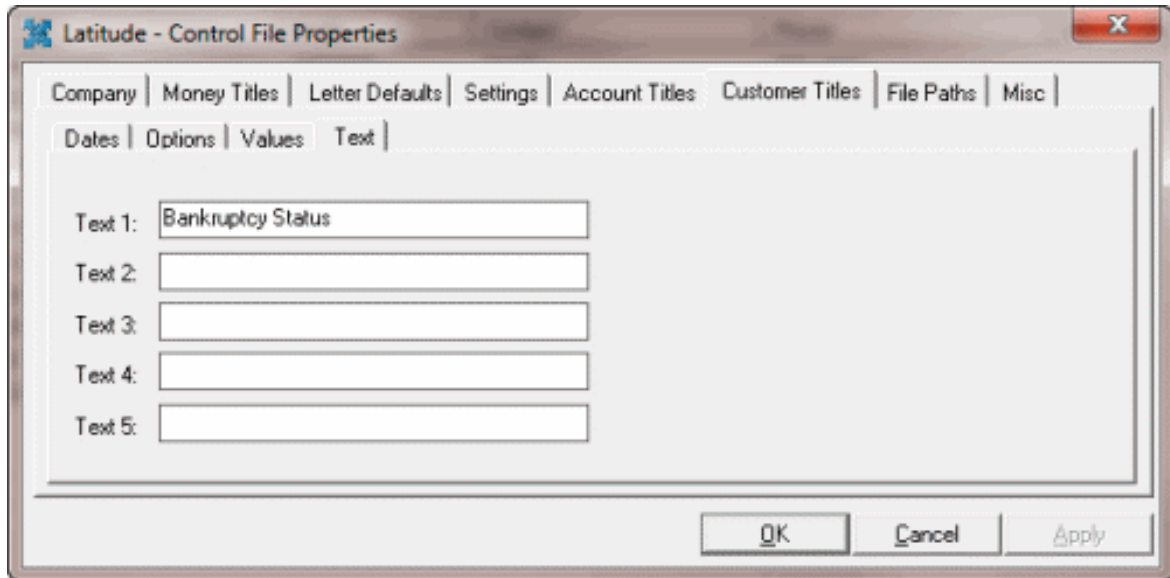 Latitude - Control File Properties
Company Money Titles Letter Defaults Settings Account Titles Customer Titles File Paths Misc
Dates Options Values Text
Text 1: Bankruptcy Status
Text 2:
Text 3:
Text 4:
Text 5:
OK Cancel Apply